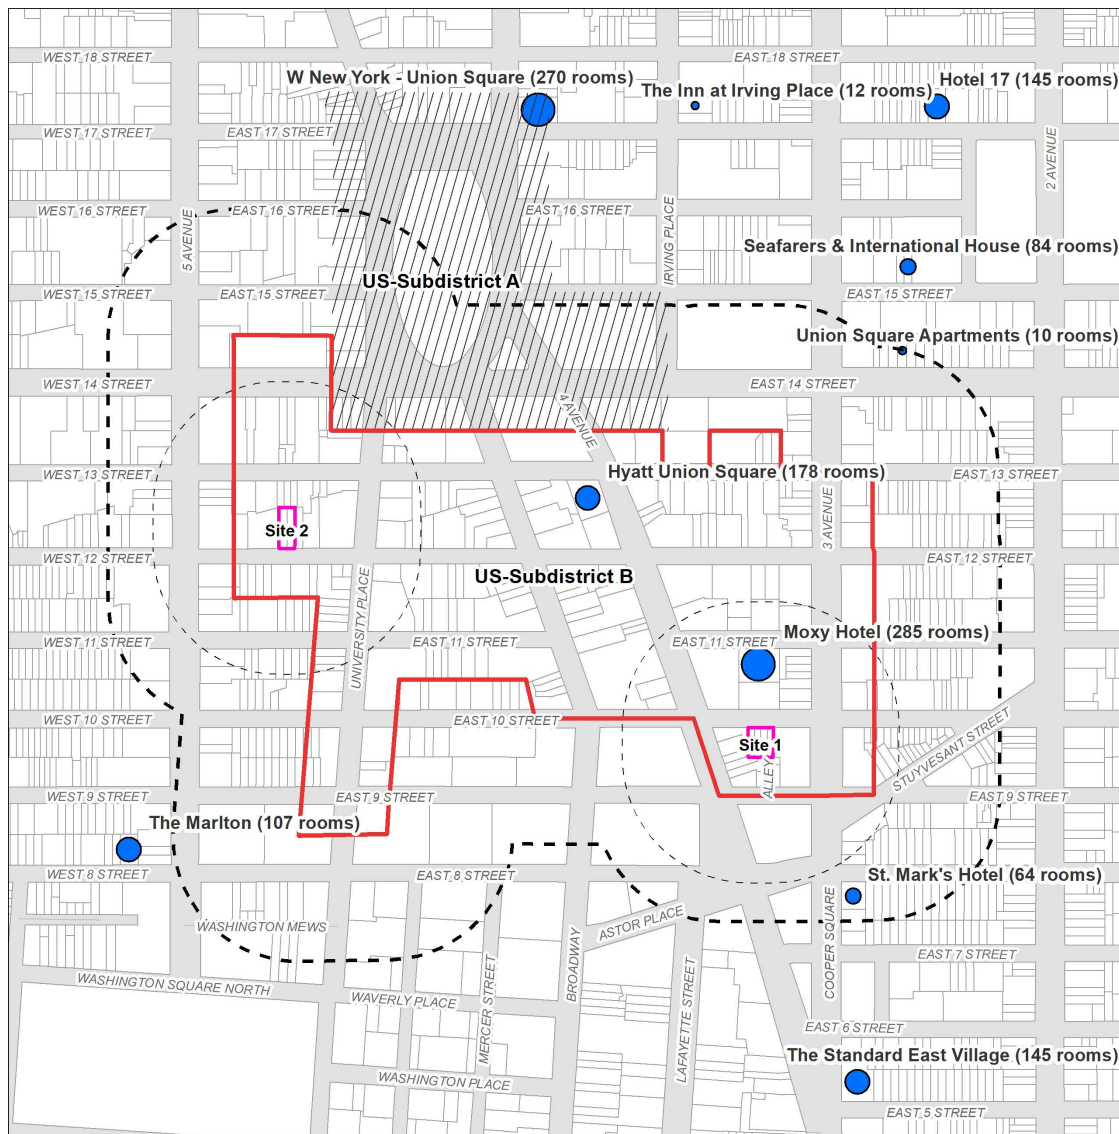 WEST 18 STREET
EAST 18 STREET
W New York - Union Square (270 rooms)
The Inn at Irving Place (12 rooms)
Hotel 17 (145 rooms)
WEST 17 STREET
EAST 17 STREET
2 AVENUE
WEST 16 STREET
EAST 16 STREET
EAST 16 STREET
5 AVENUE
IRVING PLACE
Seafarers & International House (84 rooms)
US-Subdistrict A
WEST 15 STREET
EAST 15 STREET
EAST 15 STREET
Union Square Apartments (10 rooms)
WEST 14 STREET
EAST 14 STREET
4 AVENUE
WEST 13 STREET
Hyatt Union Square (178 rooms)
EAST 13 STREET
3 AVENUE
Site 2
WEST 12 STREET
EAST 12 STREET
US-Subdistrict B
UNIVERSITY PLACE
WEST 11 STREET
EAST 11 STREET
EAST 11 STREET
Moxy Hotel (285 rooms)
WEST 10 STREET
EAST 10 STREET
Site 1
STUYVESANT STREET
ALLEY
WEST 9 STREET
EAST 9 STREET
EAST 9 STREET
The Marlton (107 rooms)
WEST 8 STREET
EAST 8 STREET
St. Mark's Hotel (64 rooms)
WASHINGTON MEWS
ASTOR PLACE
COOPER SQUARE
BROADWAY
EAST 7 STREET
WASHINGTON SQUARE NORTH
WAVERLY PLACE
MERCER STREET
LAFAYETTE STREET
EAST 6 STREET
The Standard East Village (145 rooms)
WASHINGTON PLACE
EAST 5 STREET